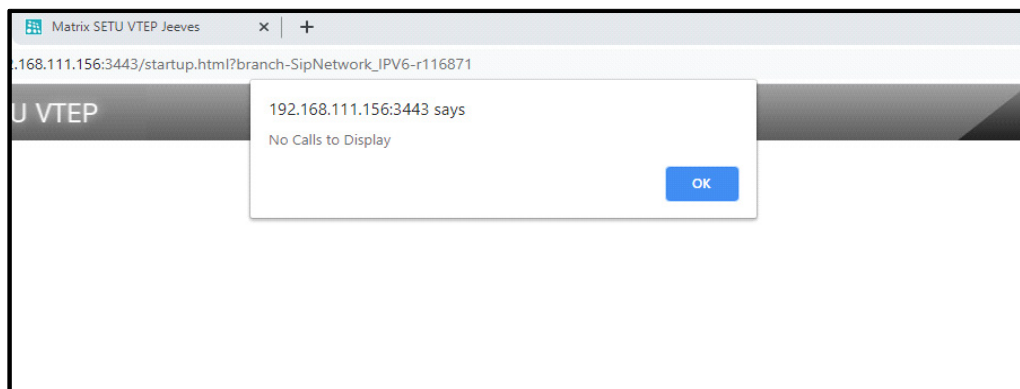 Matrix SETU VTEP Jeeves
.168.111.156:3443/startup.html?branch-SipNetwork_IPV6-r116871
U VTEP
192.168.111.156:3443 says
No Calls to Display
OK